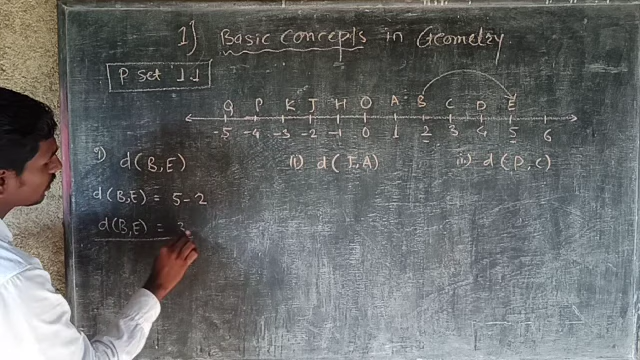 1) Basic Concepts in Geometry.
P Set 1.1
Q P K J H O A B C D E
-5 -4 -3 -2 -1 0 1 2 3 4 5 6
i) d(B,E) ii) d(J,A) iii) d(P,C)
d(B,E) = 5-2
d(B,E) = 3